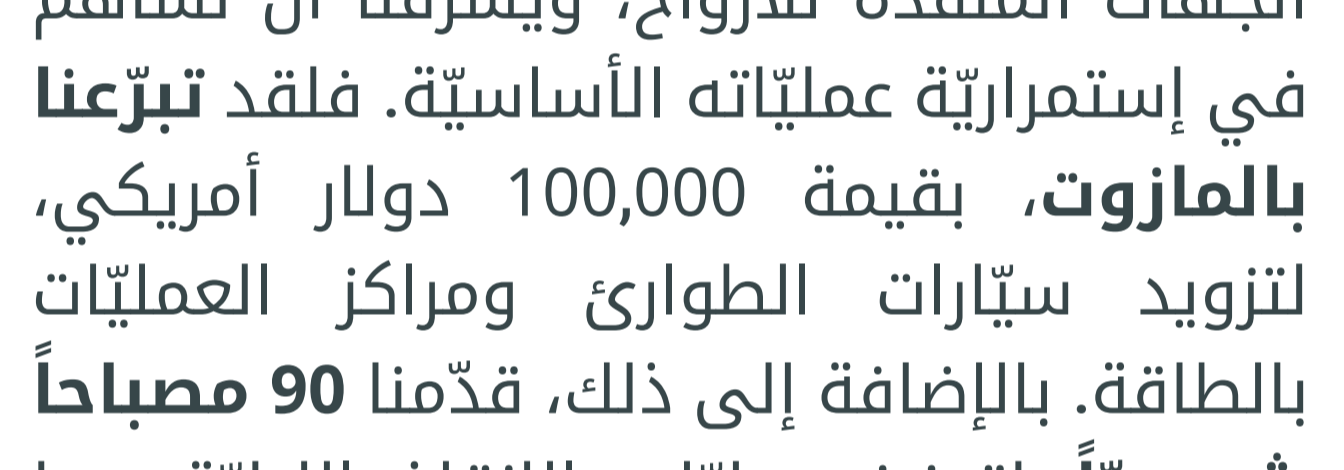 في إستمراريّة عمليّاته الأساسيّة. فلقد تبرّعنا
بالمازوت، بقيمة 100,000 دولار أمريكي،
لتزويد سيّارات الطوارئ ومراكز العمليّات
بالطاقة. بالإضافة إلى ذلك، قدّمنا 90 مصباحاً